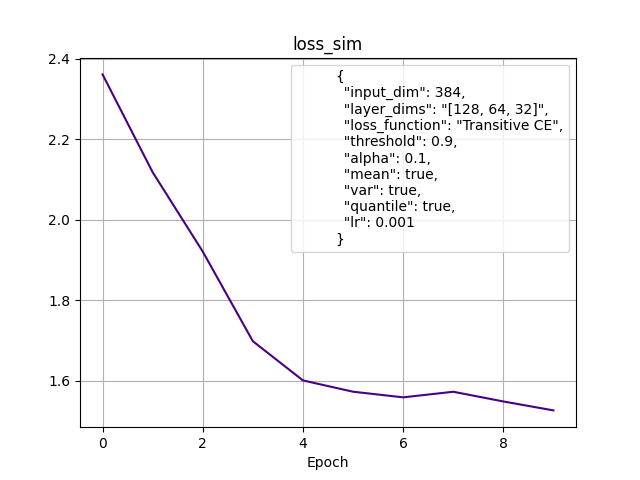 loss_sim
2.4
2.2
2.0
1.8
1.6
{
"input_dim": 384,
"layer_dims": "[128, 64, 32]",
"loss_function": "Transitive CE",
"threshold": 0.9,
"alpha": 0.1,
"mean": true,
"var": true,
"quantile": true,
"lr": 0.001
}
0 2 4 6 8
Epoch